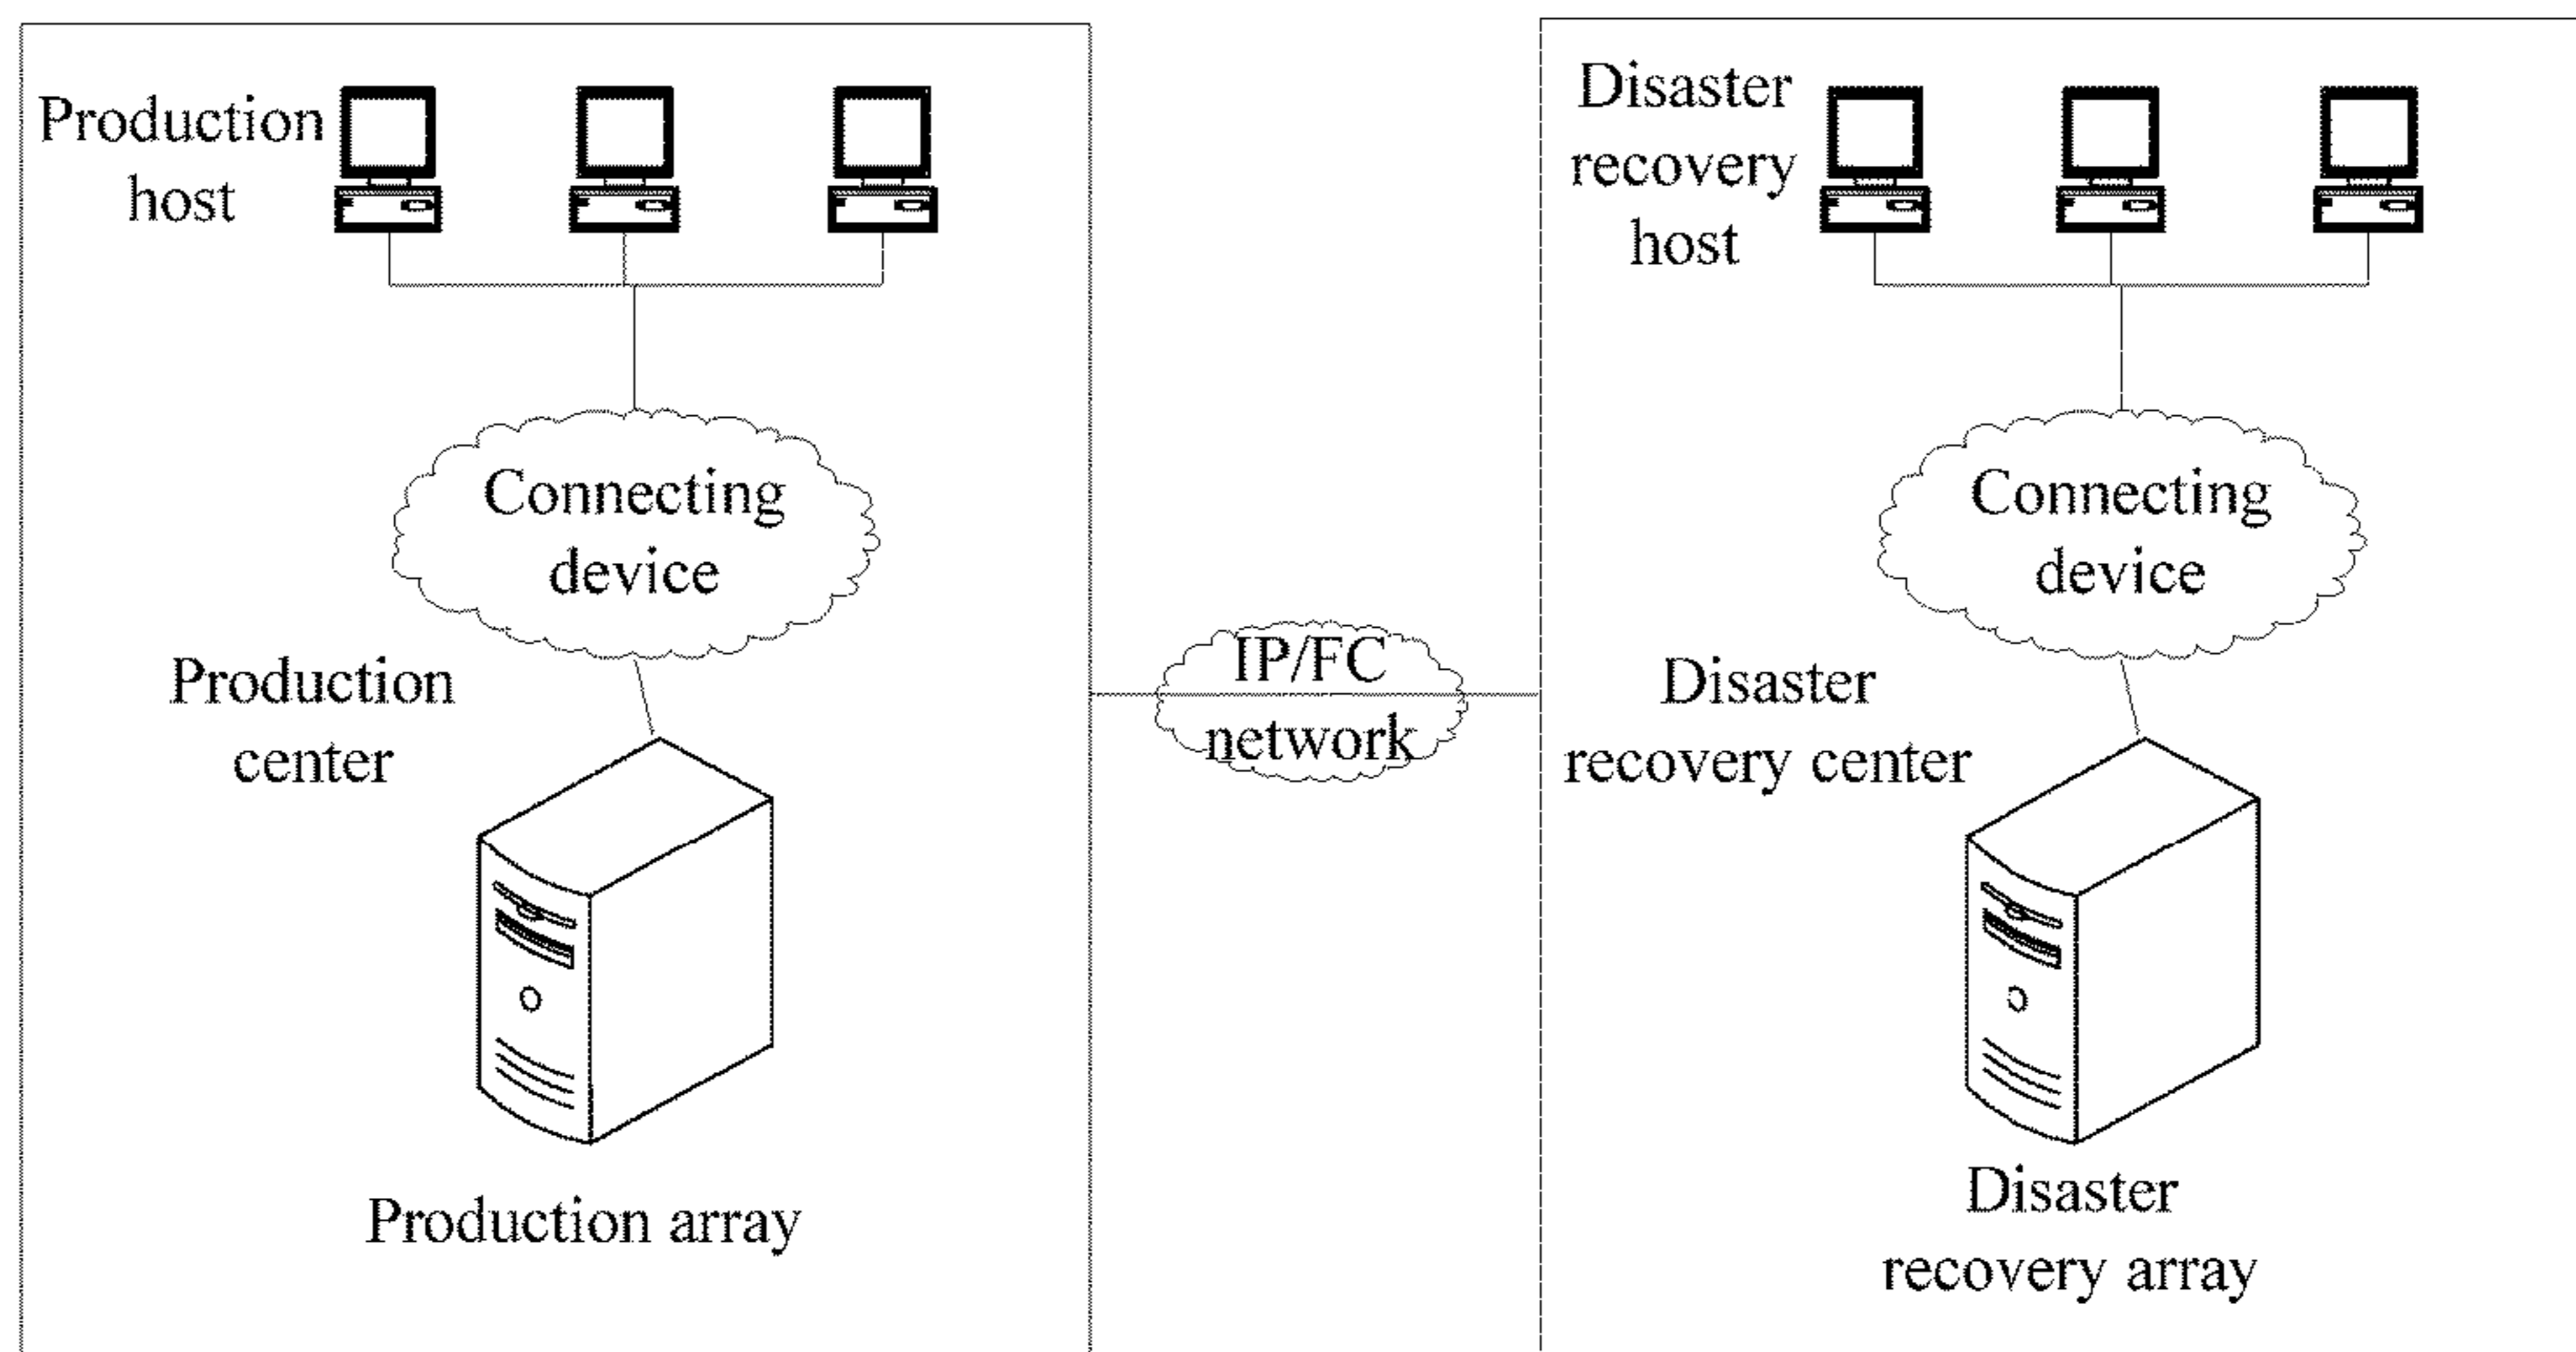 Production
host
Connecting
device
Production
center
Production array
IP/FC
network
Disaster
recovery
host
Connecting
device
Disaster
recovery center
Disaster
recovery array